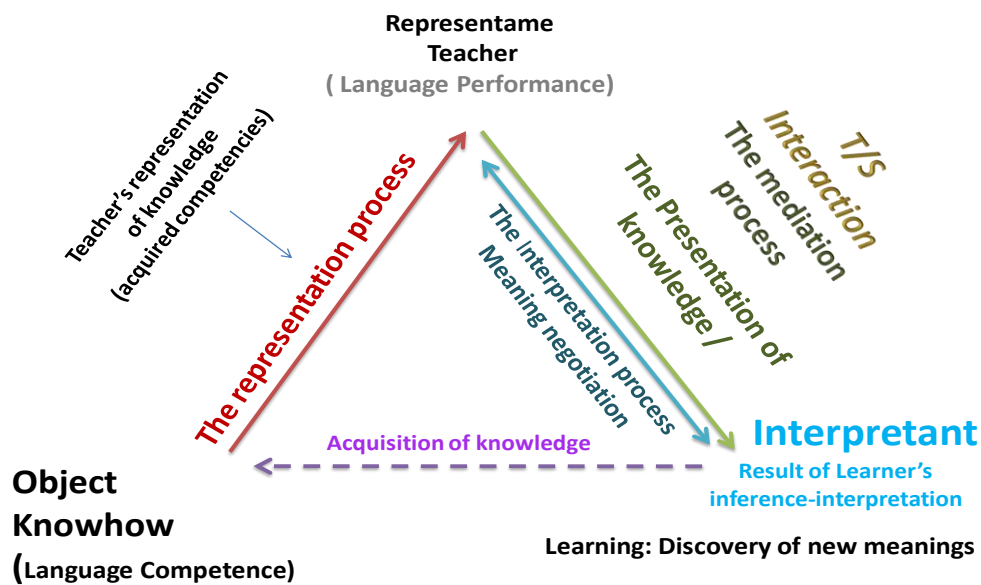 Representame
Teacher
( Language Performance)
Teacher's representation
of knowledge
(acquired competencies)
The representation process
The Interpretation process
Meaning negotiation
The Presentation of
knowledge /
The mediation
process
T/S
Interaction
Acquisition of knowledge
Interpretant
Result of Learner's
inference-interpretation
Object
Knowhow
(Language Competence)
Learning: Discovery of new meanings